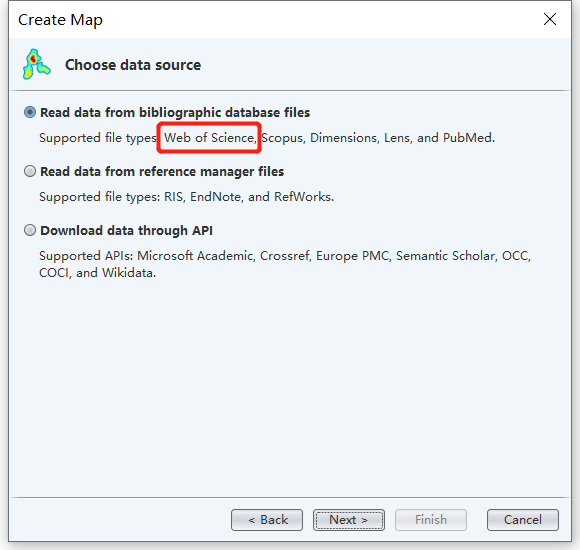 Create Map
Choose data source
Read data from bibliographic database files
Supported file types: Web of Science, Scopus, Dimensions, Lens, and PubMed.
Read data from reference manager files
Supported file types: RIS, EndNote, and RefWorks.
Download data through API
Supported APIs: Microsoft Academic, Crossref, Europe PMC, Semantic Scholar, OCC,
COCI, and Wikidata.
< Back Next > Finish Cancel